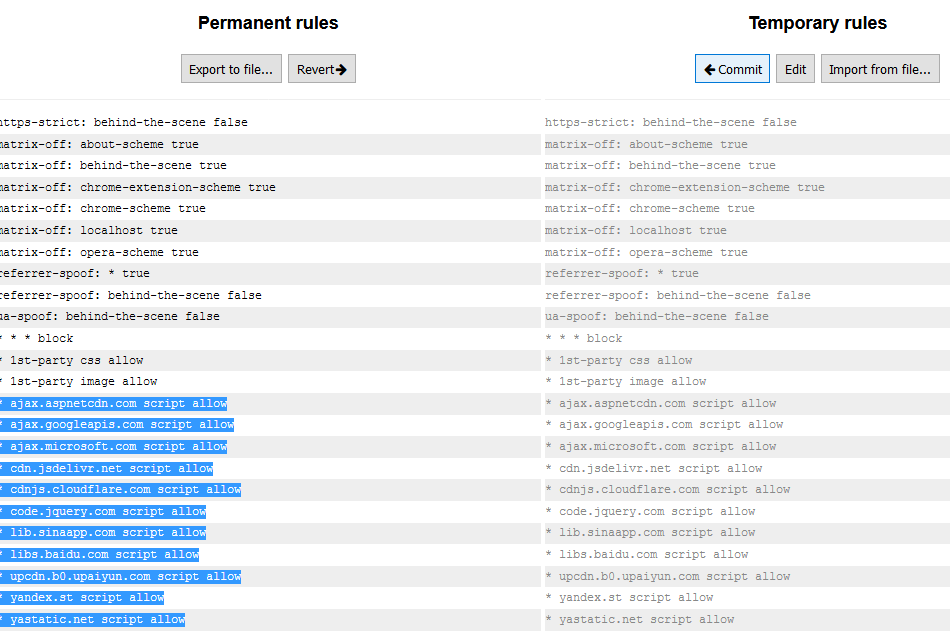 Permanent rules
Export to file...
Revert
https-strict: behind-the-scene false
matrix-off: about-scheme true
matrix-off: behind-the-scene true
matrix-off: chrome-extension-scheme true
matrix-off: chrome-scheme true
matrix-off: localhost true
matrix-off: opera-scheme true
referrer-spoof: * true
referrer-spoof: behind-the-scene false
ua-spoof: behind-the-scene false
* * * block
* 1st-party css allow
* 1st-party image allow
* ajax.aspnetcdn.com script allow
* ajax.googleapis.com script allow
* ajax.microsoft.com script allow
* cdn.jsdelivr.net script allow
* cdnjs.cloudflare.com script allow
* code.jquery.com script allow
* lib.sinaapp.com script allow
* libs.baidu.com script allow
* upcdn.b0.upaiyun.com script allow
* yandex.st script allow
* yastatic.net script allow
Temporary rules
Commit
Edit
Import from file...
https-strict: behind-the-scene false
matrix-off: about-scheme true
matrix-off: behind-the-scene true
matrix-off: chrome-extension-scheme true
matrix-off: chrome-scheme true
matrix-off: localhost true
matrix-off: opera-scheme true
referrer-spoof: * true
referrer-spoof: behind-the-scene false
ua-spoof: behind-the-scene false
* * * block
* 1st-party css allow
* 1st-party image allow
* ajax.aspnetcdn.com script allow
* ajax.googleapis.com script allow
* ajax.microsoft.com script allow
* cdn.jsdelivr.net script allow
* cdnjs.cloudflare.com script allow
* code.jquery.com script allow
* lib.sinaapp.com script allow
* libs.baidu.com script allow
* upcdn.b0.upaiyun.com script allow
* yandex.st script allow
* yastatic.net script allow